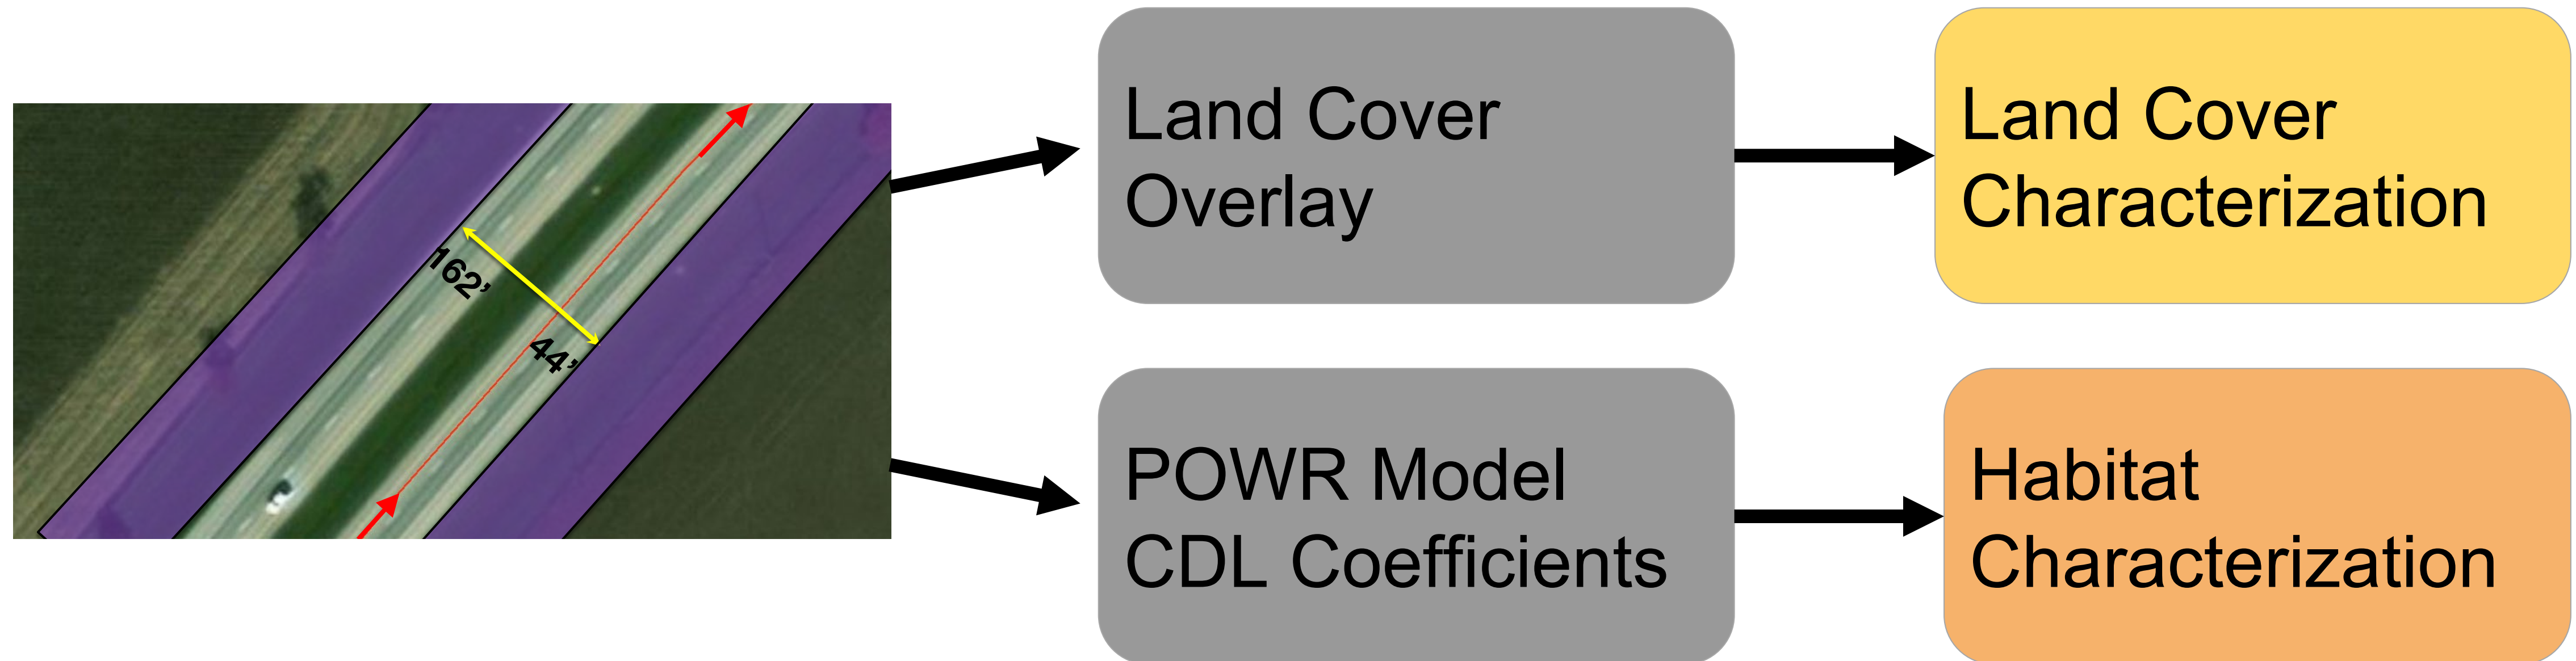 162’
44’
Land Cover
Overlay
Land Cover
Characterization
POWR Model
CDL Coefficients
Habitat
Characterization